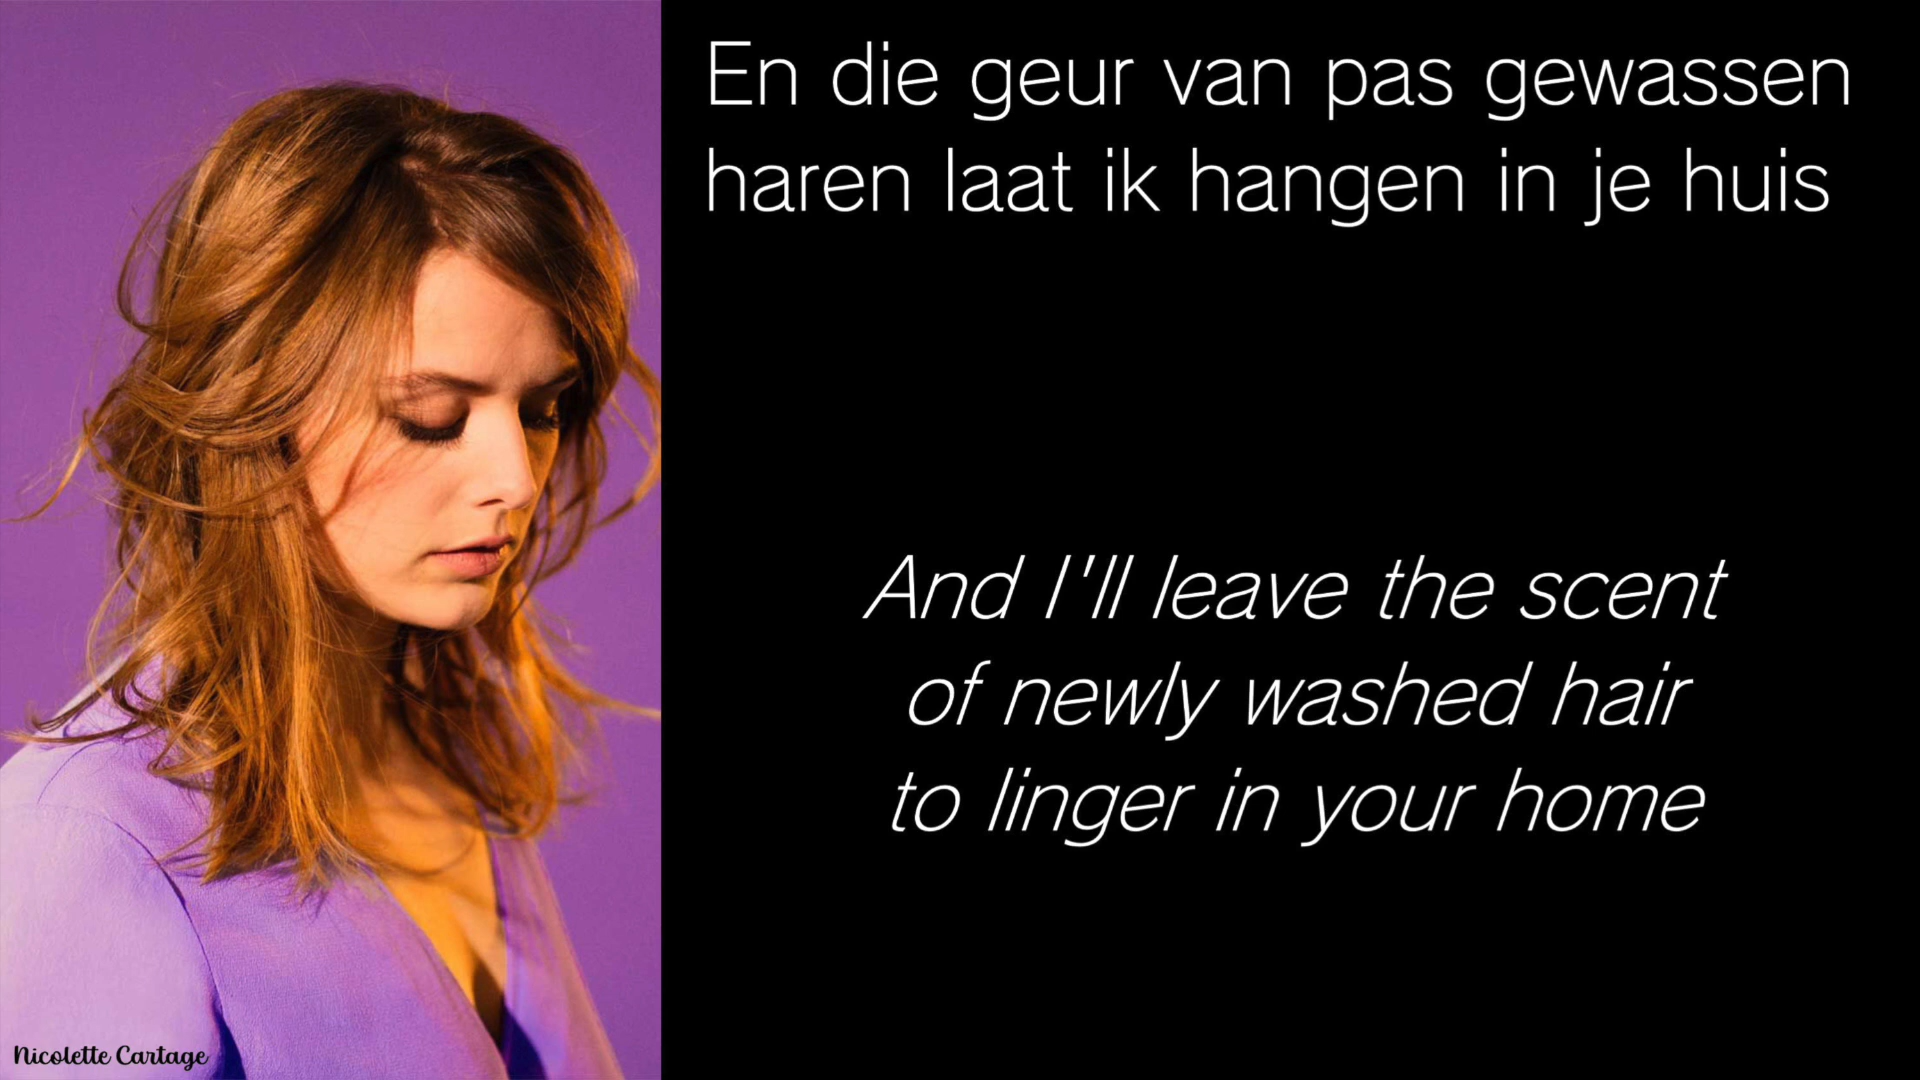 En die geur van pas gewassen
haren laat ik hangen in je huis
And I'll leave the scent
of newly washed hair
to linger in your home
Nicolette Cartage